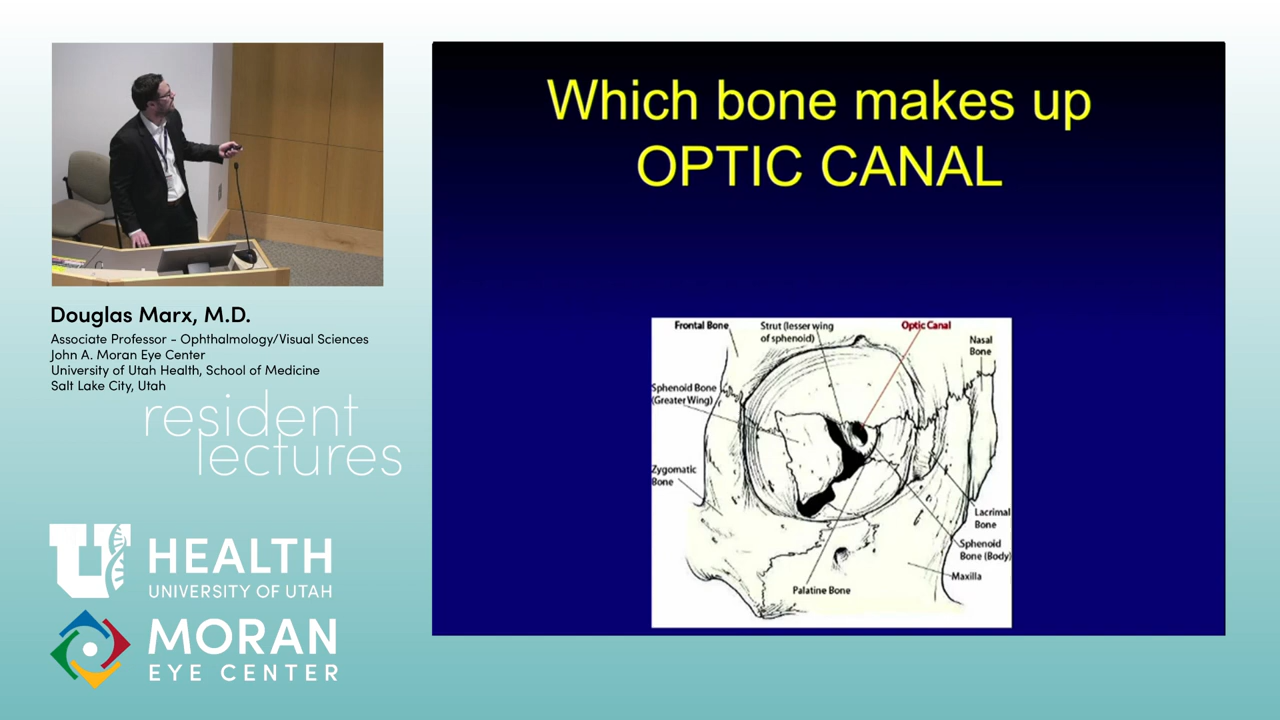 Which bone makes up
OPTIC CANAL
Frontal Bone
Strut (lesser wing
of sphenoid)
Optic Canal
Nasal
Bone
Sphenoid Bone
(Greater Wing)
Zygomatic
Bone
Lacrimal
Bone
Sphenoid
Bone (Body)
Maxilla
Palatine Bone
Douglas Marx, M.D.
Associate Professor - Ophthalmology/Visual Sciences
John A. Moran Eye Center
University of Utah Health, School of Medicine
Salt Lake City, Utah
resident
lectures
U HEALTH
UNIVERSITY OF UTAH
MORAN
EYE CENTER